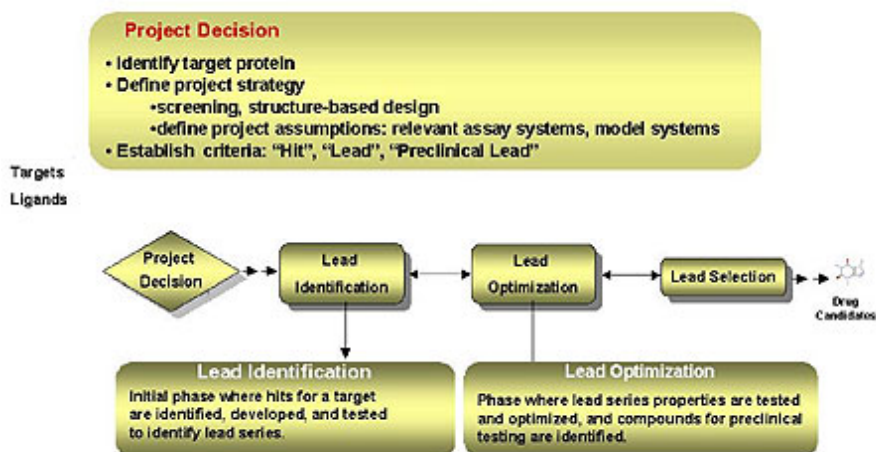 Project Decision
• Identify target protein
• Define project strategy
•screening, structure-based design
•define project assumptions: relevant assay systems, model systems
• Establish criteria: “Hit”, “Lead”, “Preclinical Lead”
Targets
Ligands
Project
Decision
Lead
Identification
Lead
Optimization
Lead Selection
Drug
Candidates
Lead Identification
Initial phase where hits for a target
are identified, developed, and tested
to identify lead series.
Lead Optimization
Phase where lead series properties are tested
and optimized, and compounds for preclinical
testing are identified.